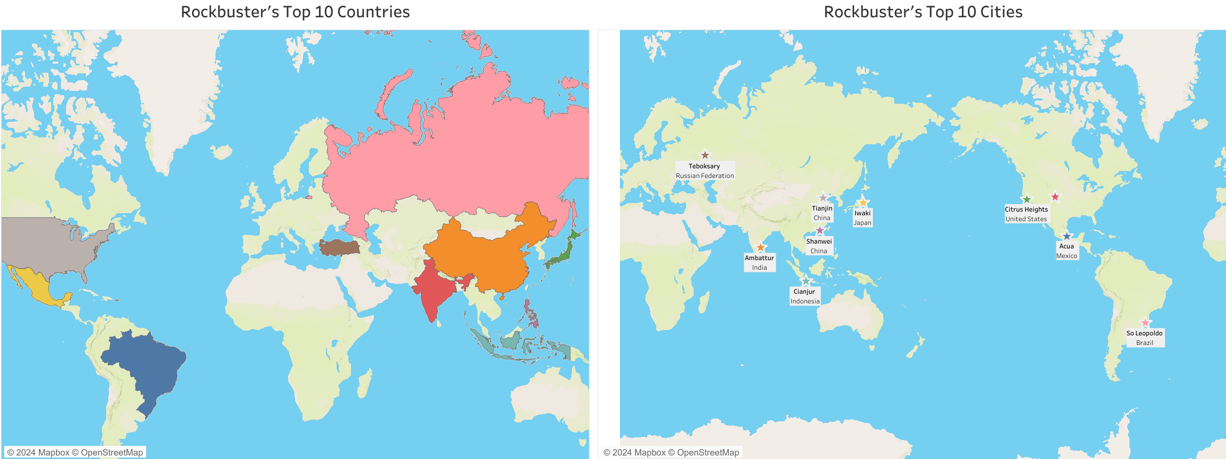 Rockbuster's Top 10 Countries
Rockbuster's Top 10 Cities
Teboksary
Russian Federation
Tianjin
China
Iwaki
Japan
Citrus Heights
United States
Shanwei
China
Acua
Mexico
Ambattur
India
Cianjur
Indonesia
So Leopoldo
Brazil
© 2024 Mapbox © OpenStreetMap
© 2024 Mapbox © OpenStreetMap